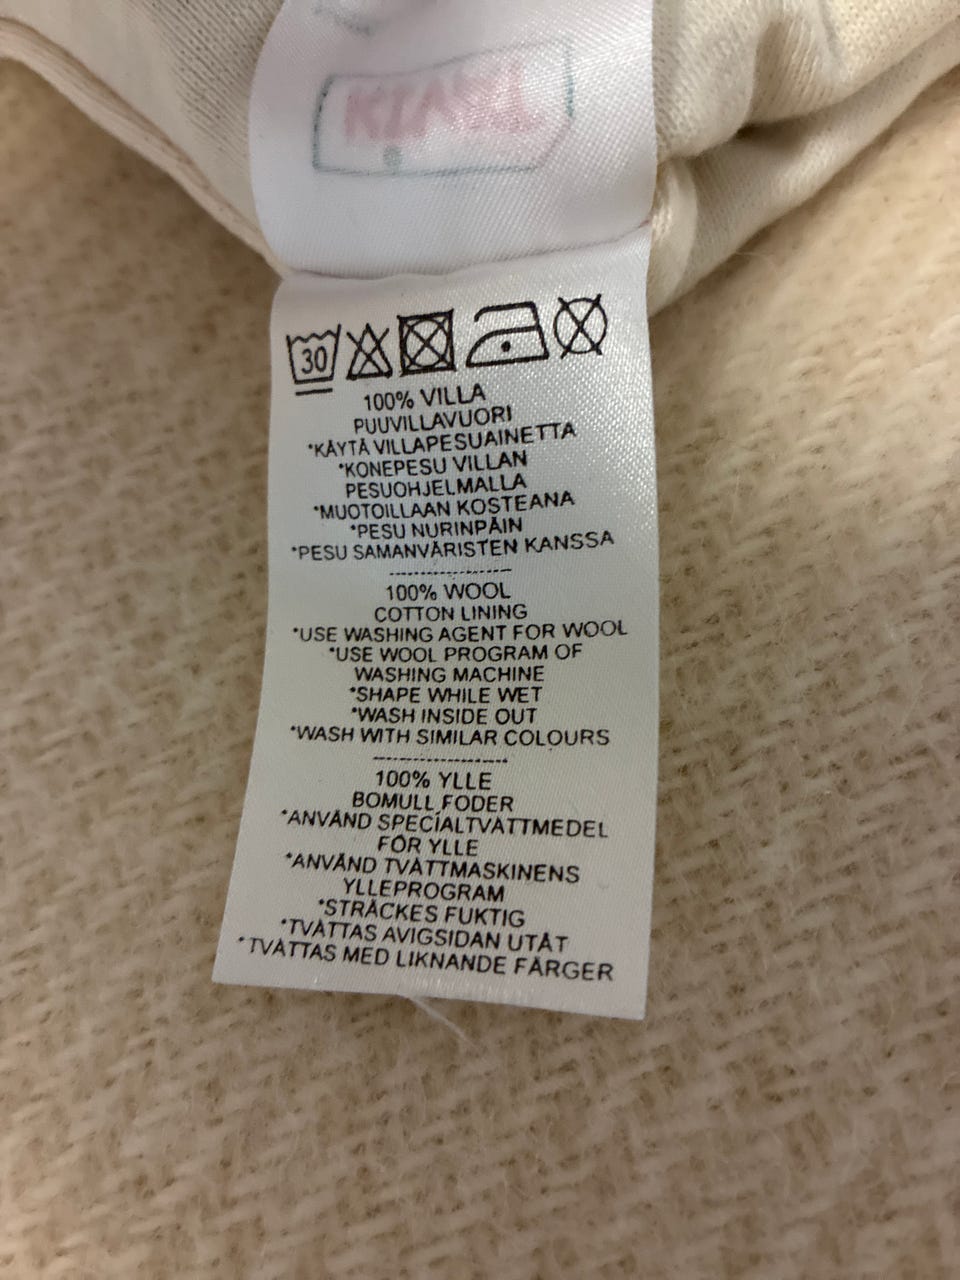 30
100% VILLA
PUUVILLAVUORI
*KÄYTÄ VILLAPESUAINETTA
*KONEPESU VILLAN
PESUOHJELMALLA
*MUOTOILLAAN KOSTEANA
*PESU NURINPÄIN
*PESU SAMANVÄRISTEN KANSSA
100% WOOL
COTTON LINING
*USE WASHING AGENT FOR WOOL
*USE WOOL PROGRAM OF
WASHING MACHINE
*SHAPE WHILE WET
*WASH INSIDE OUT
*WASH WITH SIMILAR COLOURS
100% YLLE
BOMULL FODER
*ANVÄND SPECIALTVÄTTMEDEL
FÖR YLLE
*ANVÄND TVÄTTMASKINENS
YLLEPROGRAM
*STRÄCKES FUKTIG
*TVÄTTAS AVIGSIDAN UTÅT
*TVÄTTAS MED LIKNANDE FÄRGER